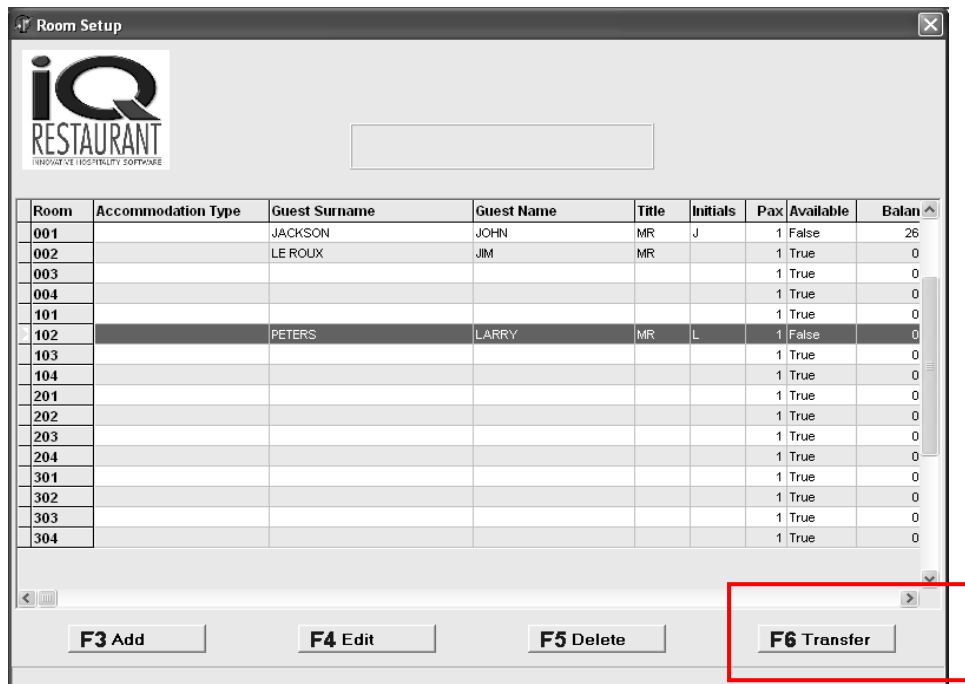 Room Setup
iQ
RESTAURANT
INNOVATIVE HOSPITALITY SOFTWARE
Room Accommodation Type Guest Surname Guest Name Title Initials Pax Available Balan
001 JACKSON JOHN MR J 1 False 26
002 LE ROUX JIM MR 1 True 0
003 1 True 0
004 1 True 0
101 1 True 0
102 PETERS LARRY MR L 1 False 0
103 1 True 0
104 1 True 0
201 1 True 0
202 1 True 0
203 1 True 0
204 1 True 0
301 1 True 0
302 1 True 0
303 1 True 0
304 1 True 0
F3 Add F4 Edit F5 Delete F6 Transfer